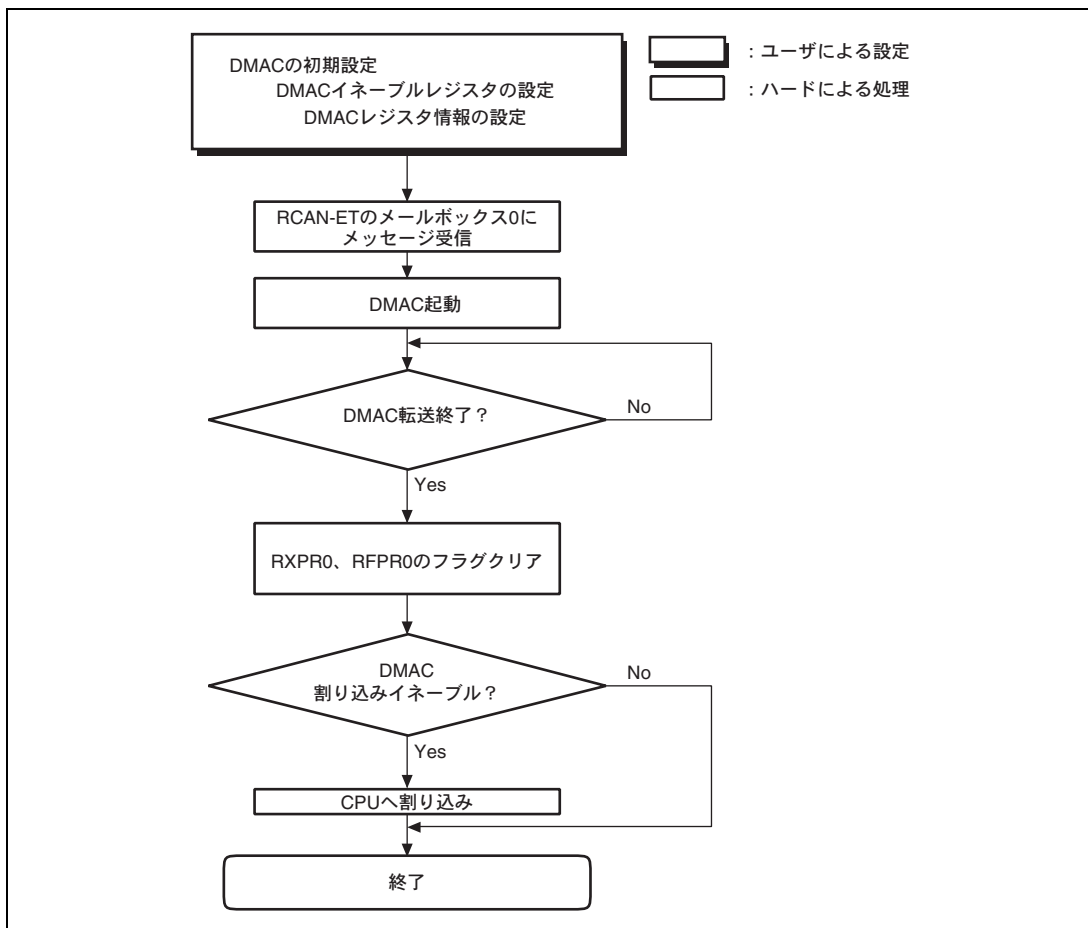 DMACの初期設定
DMACイネーブルレジスタの設定
DMACレジスタ情報の設定
：ユーザによる設定
：ハードによる処理
RCAN-ETのメールボックス0に
メッセージ受信
DMAC起動
DMAC転送終了？
No
Yes
RXPR0、RFPR0のフラグクリア
DMAC
割り込みイネーブル？
No
Yes
CPUへ割り込み
終了